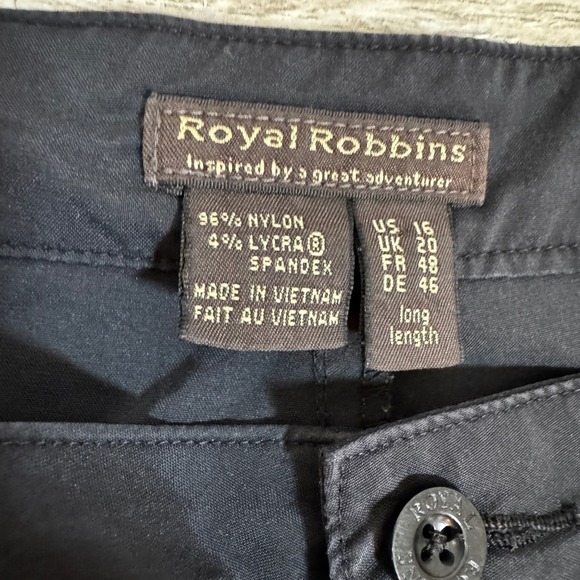 Royal Robbins
Inspired by a great adventurer
96% NYLON
4% LYCRA®
SPANDEX
MADE IN VIETNAM
FAIT AU VIETNAM
US 16
UK 20
FR 48
DE 46
long
length
ROYAL